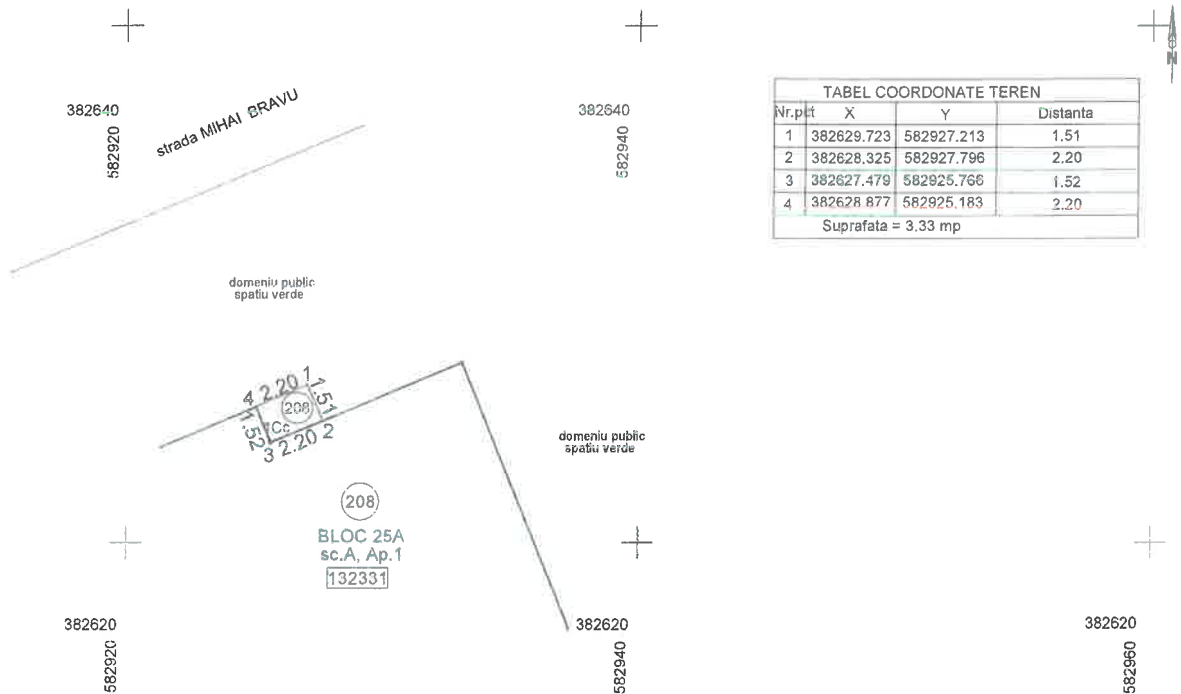 N
382640
582920
strada MIHAI BRAVU
382640
582940
TABEL COORDONATE TEREN
Nr.pct X Y Distanta
1 382629.723 582927.213 1.51
2 382628.325 582927.796 2.20
3 382627.479 582925.766 1.52
4 382628.877 582925.183 2.20
Suprafata = 3.33 mp
domeniu public
spatiu verde
4 2.20 1
1.51
208
1Cc
1.52
3 2.20 2
domeniu public
spatiu verde
208
BLOC 25A
sc.A, Ap.1
132331
382620
582920
382620
582940
382620
582960